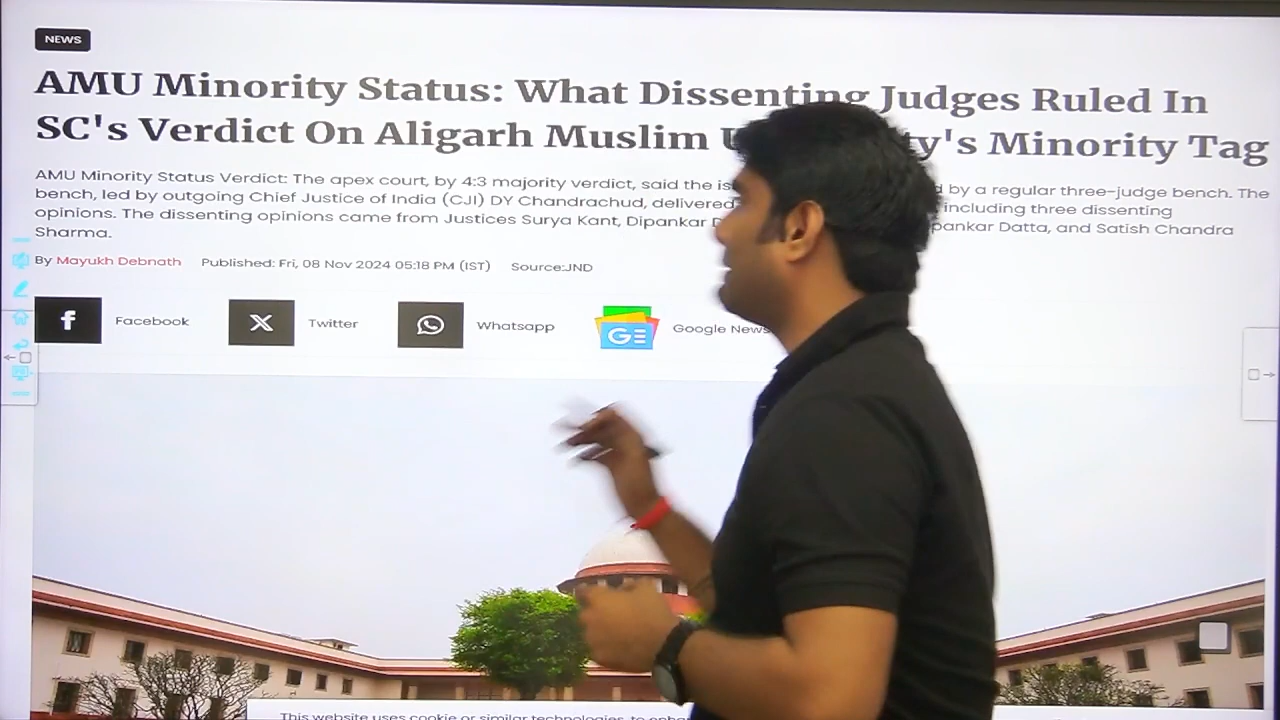 NEWS
AMU Minority Status: What Dissenting Judges Ruled In
SC's Verdict On Aligarh Muslim Minority Tag
AMU Minority Status Verdict: The apex court, by 4:3 majority verdict, said the by a regular three-judge bench. The
bench, led by outgoing Chief Justice of India (CJI) DY Chandrachud, delivered including three dissenting
opinions. The dissenting opinions came from Justices Surya Kant, Dipankar Datta, and Satish Chandra
Sharma.
By Mayukh Debnath Published: Fri, 08 Nov 2024 05:18 PM (IST) Source:JND
f Facebook X Twitter Whatsapp GE Google News
This website uses cookie or similar technologies, to